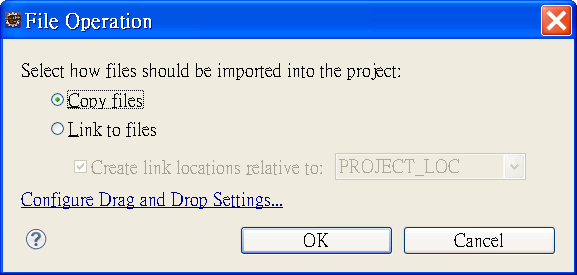 File Operation
Select how files should be imported into the project:
Copy files
Link to files
Create link locations relative to: PROJECT_LOC
Configure Drag and Drop Settings...
? OK Cancel